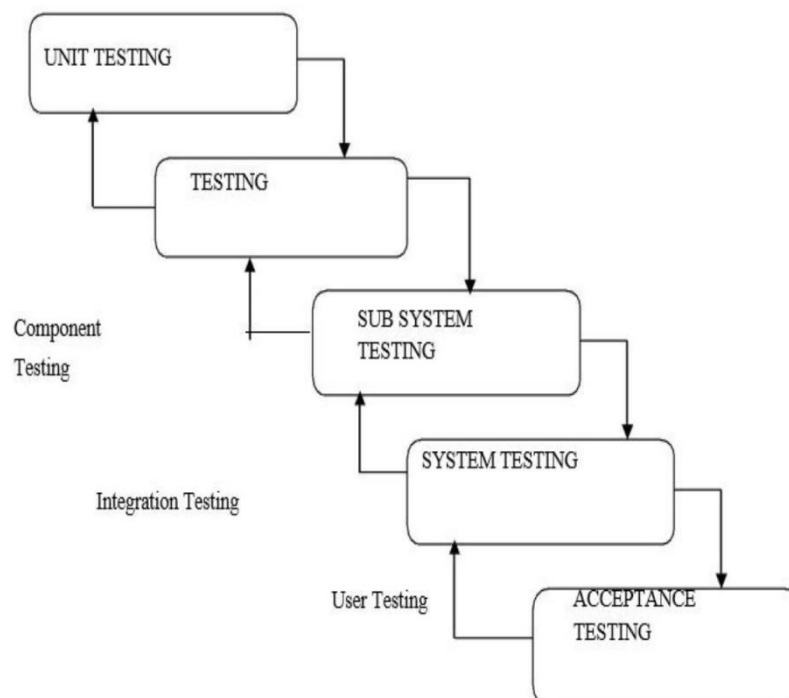 UNIT TESTING
TESTING
SUB SYSTEM
TESTING
Component
Testing
SYSTEM TESTING
Integration Testing
User Testing
ACCEPTANCE
TESTING